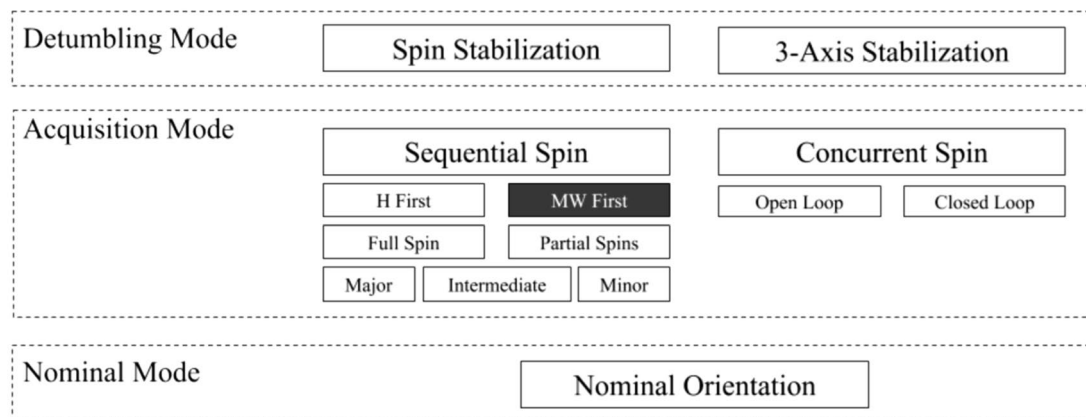 Detumbling Mode
Spin Stabilization
3-Axis Stabilization
Acquisition Mode
Sequential Spin
Concurrent Spin
H First
MW First
Open Loop
Closed Loop
Full Spin
Partial Spins
Major
Intermediate
Minor
Nominal Mode
Nominal Orientation